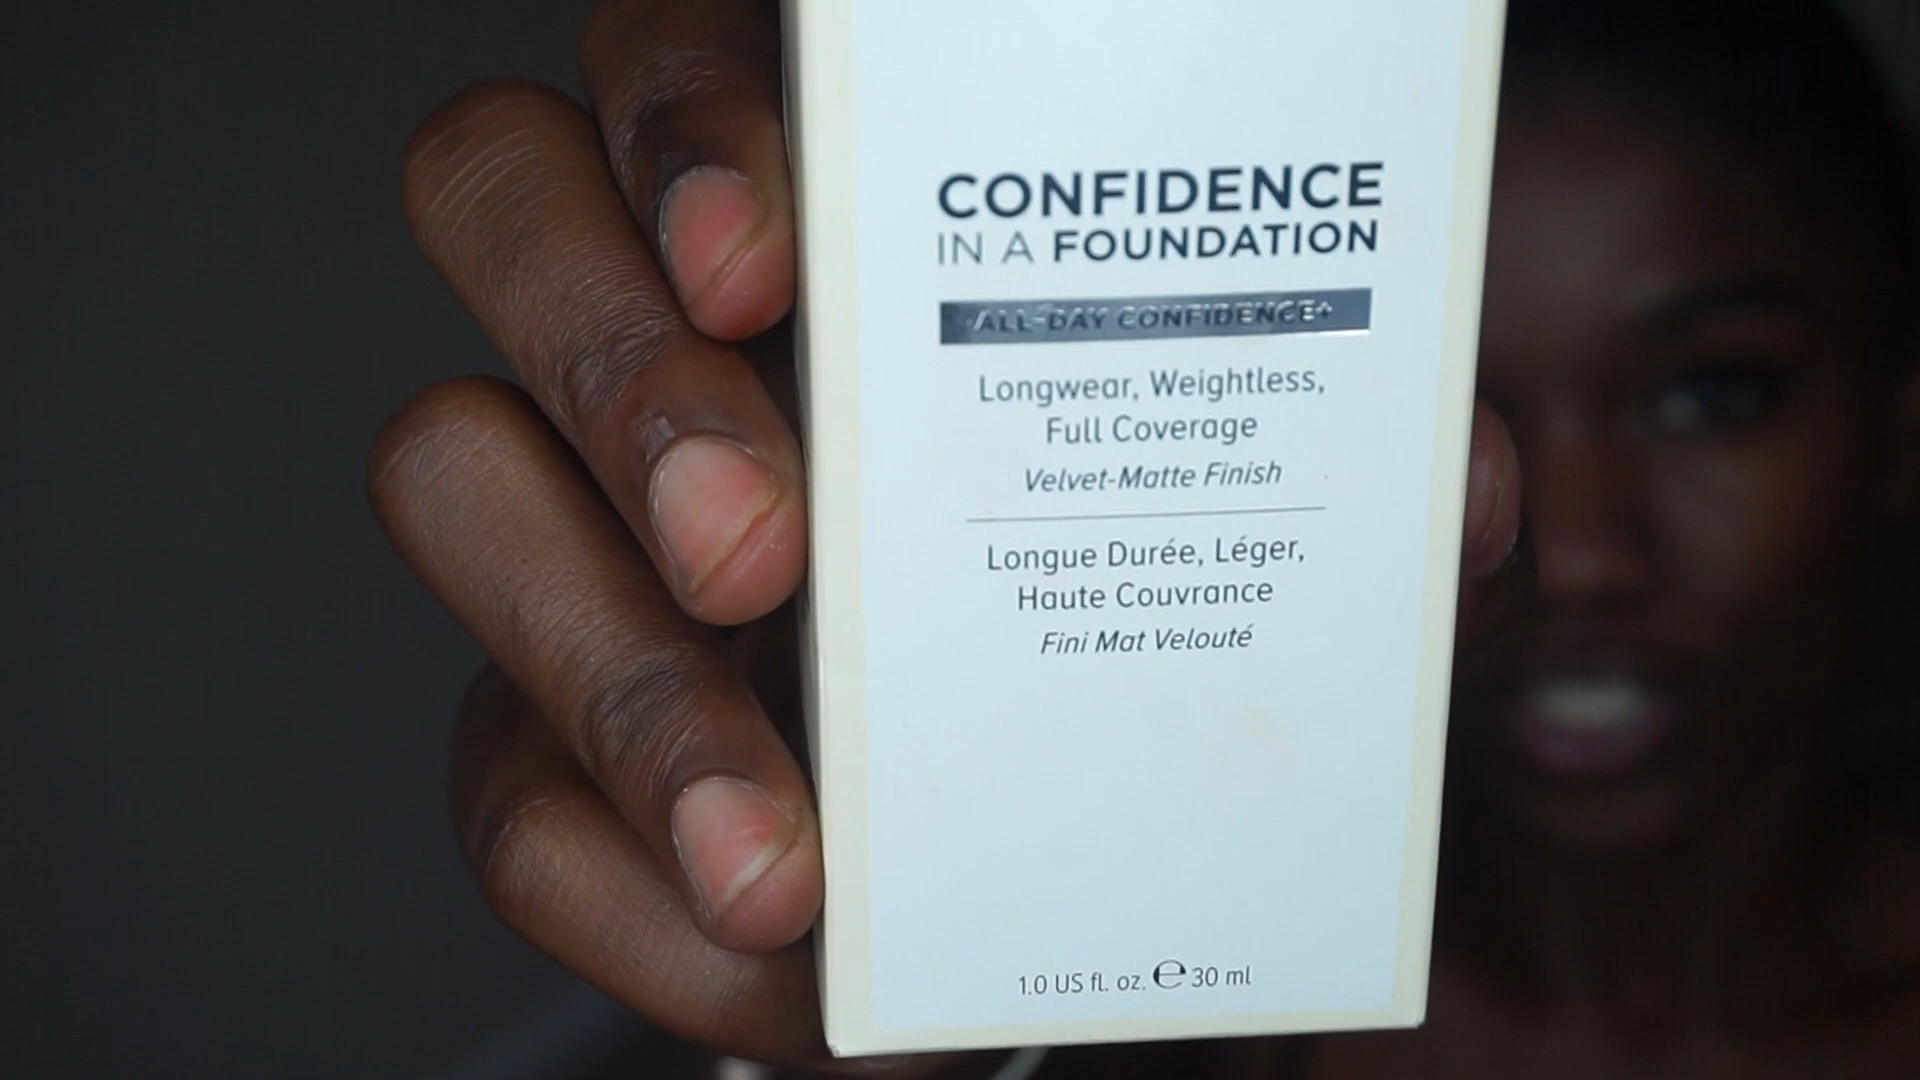 CONFIDENCE
IN A FOUNDATION
ALL-DAY CONFIDENCE+
Longwear, Weightless,
Full Coverage
Velvet-Matte Finish
Longue Durée, Léger,
Haute Couvrance
Fini Mat Velouté
1.0 US fl. oz. ℮ 30 ml